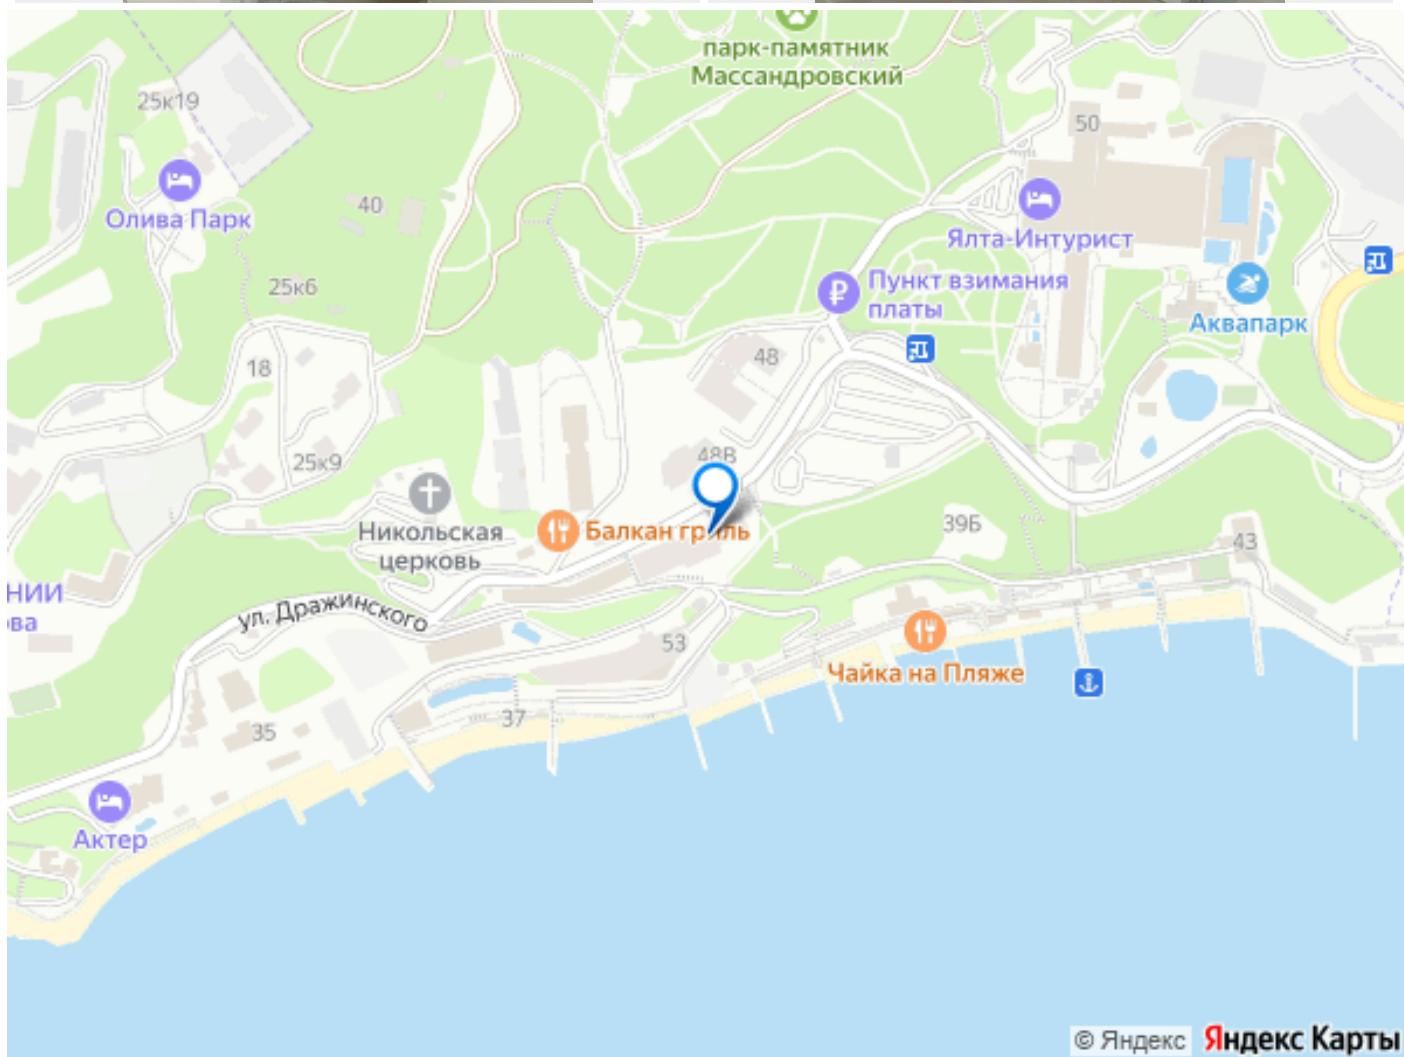 парк-памятник
Массандровский
25к19
50
Олива Парк
40
Ялта-Интурист
25к6
Пункт взимания
платы
Аквапарк
48
18
48В
25к9
Никольская
церковь
Балкан гриль
39Б
43
НИИ
ва
ул. Дражинского
53
Чайка на Пляже
37
35
Актер
© Яндекс Яндекс Карты